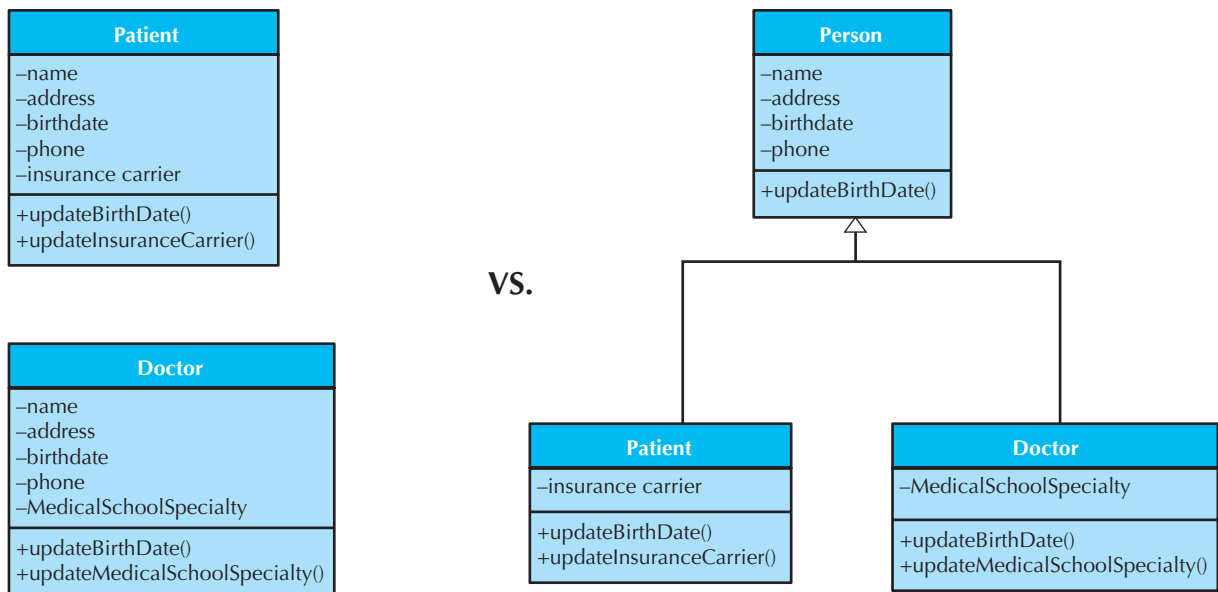 Patient
–name
–address
–birthdate
–phone
–insurance carrier
+updateBirthDate()
+updateInsuranceCarrier()
Doctor
–name
–address
–birthdate
–phone
–MedicalSchoolSpecialty
+updateBirthDate()
+updateMedicalSchoolSpecialty()
VS.
Person
–name
–address
–birthdate
–phone
+updateBirthDate()
Patient
–insurance carrier
+updateBirthDate()
+updateInsuranceCarrier()
Doctor
–MedicalSchoolSpecialty
+updateBirthDate()
+updateMedicalSchoolSpecialty()